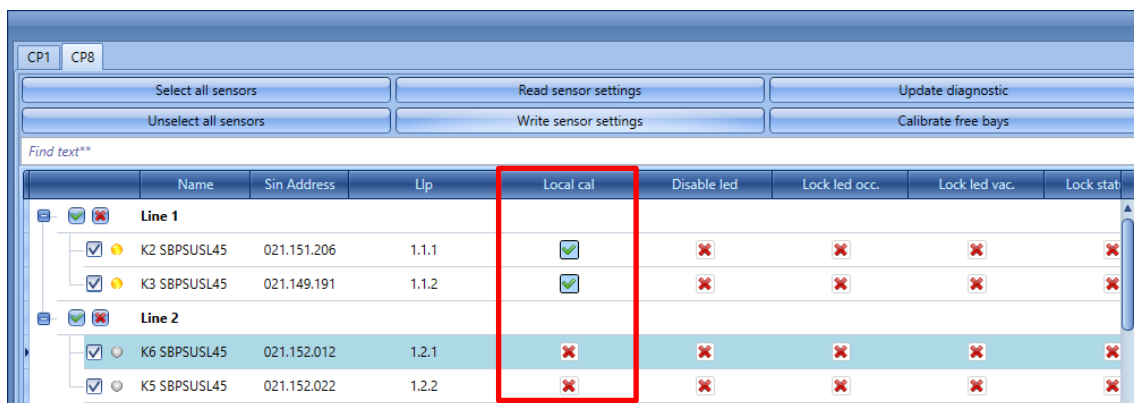 CP1 CP8
Select all sensors Read sensor settings Update diagnostic
Unselect all sensors Write sensor settings Calibrate free bays
Find text**
Name Sin Address Llp Local cal Disable led Lock led occ. Lock led vac. Lock stat
Line 1
K2 SBPSUSL45 021.151.206 1.1.1
K3 SBPSUSL45 021.149.191 1.1.2
Line 2
K6 SBPSUSL45 021.152.012 1.2.1
K5 SBPSUSL45 021.152.022 1.2.2